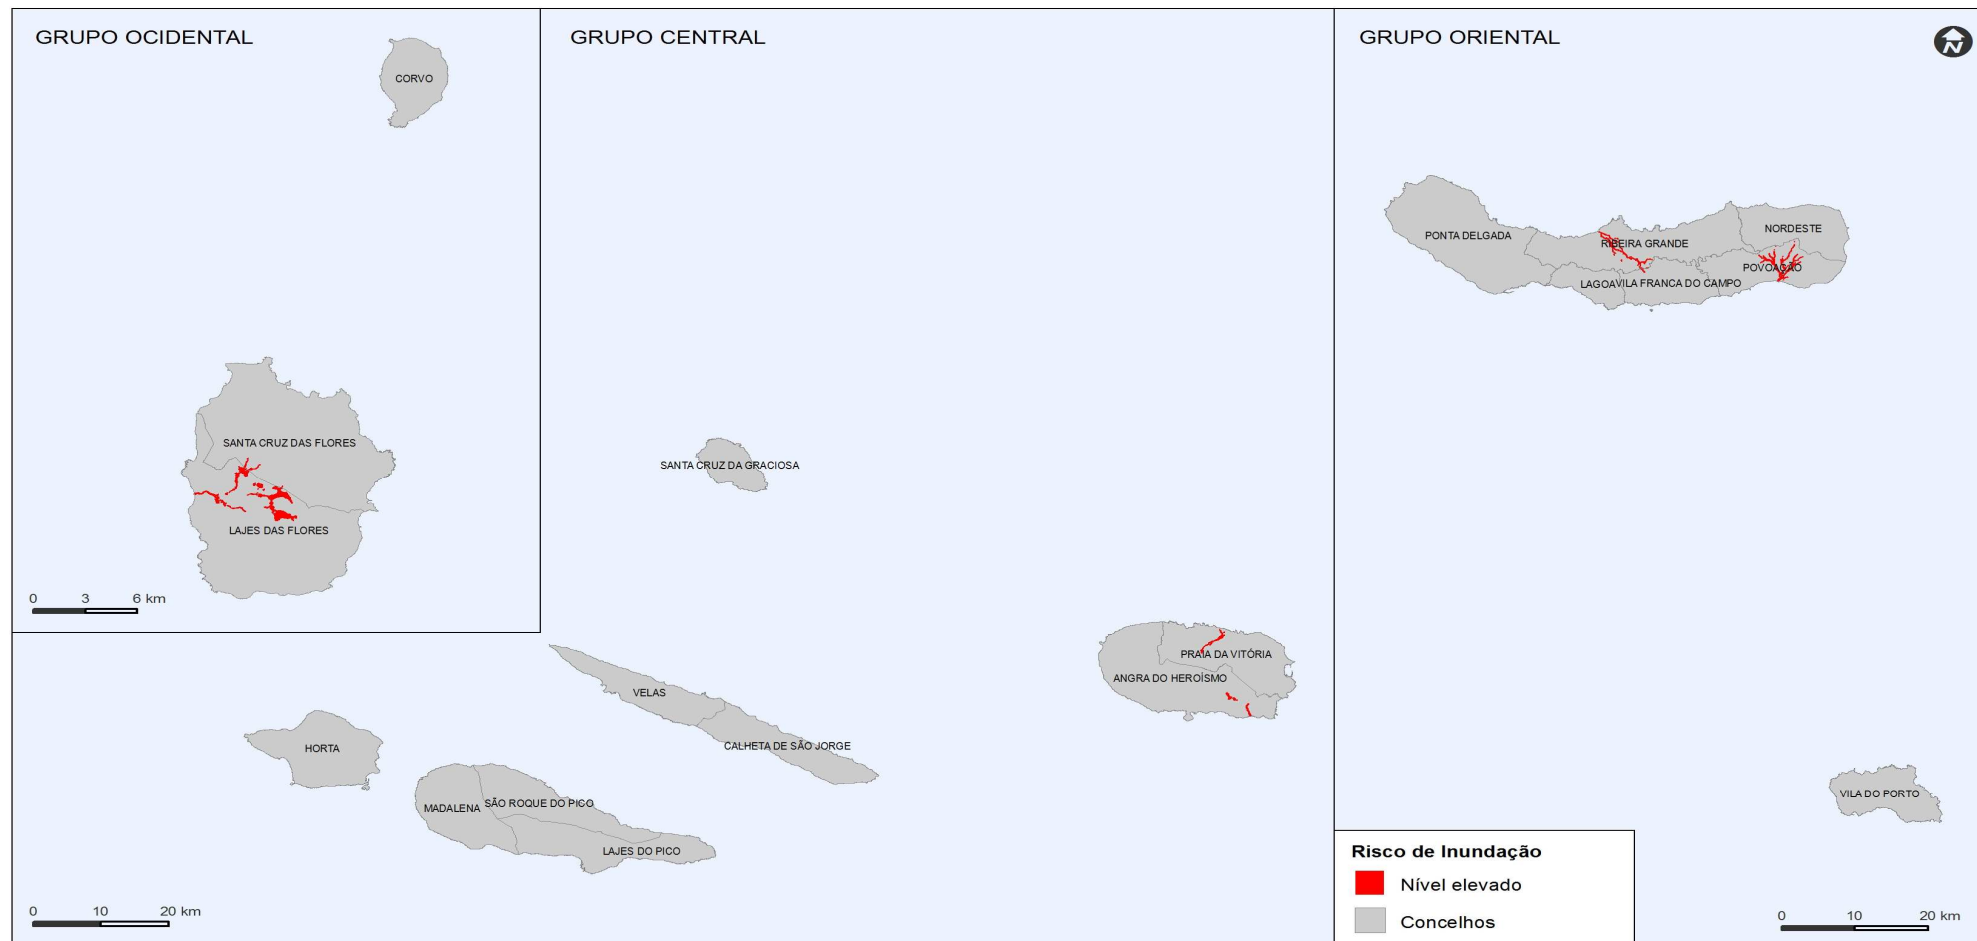 GRUPO OCIDENTAL
CORVO
SANTA CRUZ DAS FLORES
LAJES DAS FLORES
0 3 6 km
GRUPO CENTRAL
SANTA CRUZ DA GRACIOSA
PRAIA DA VITÓRIA
ANGRA DO HEROÍSMO
VELAS
CALHETA DE SÃO JORGE
HORTA
MADALENA
SÃO ROQUE DO PICO
LAJES DO PICO
0 10 20 km
GRUPO ORIENTAL
N
PONTA DELGADA
RIBEIRA GRANDE
NORDESTE
POVOAÇÃO
LAGOA
VILA FRANCA DO CAMPO
VILA DO PORTO
Risco de Inundação
Nível elevado
Concelhos
0 10 20 km